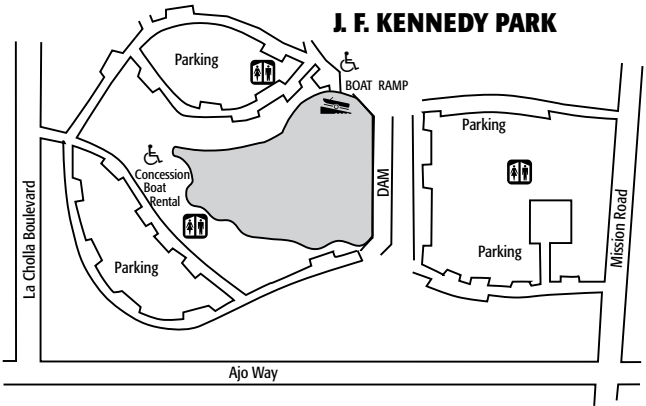 J. F. KENNEDY PARK
Parking
BOAT RAMP
Parking
Concession
Boat
Rental
DAM
La Cholla Boulevard
Mission Road
Parking
Parking
Ajo Way